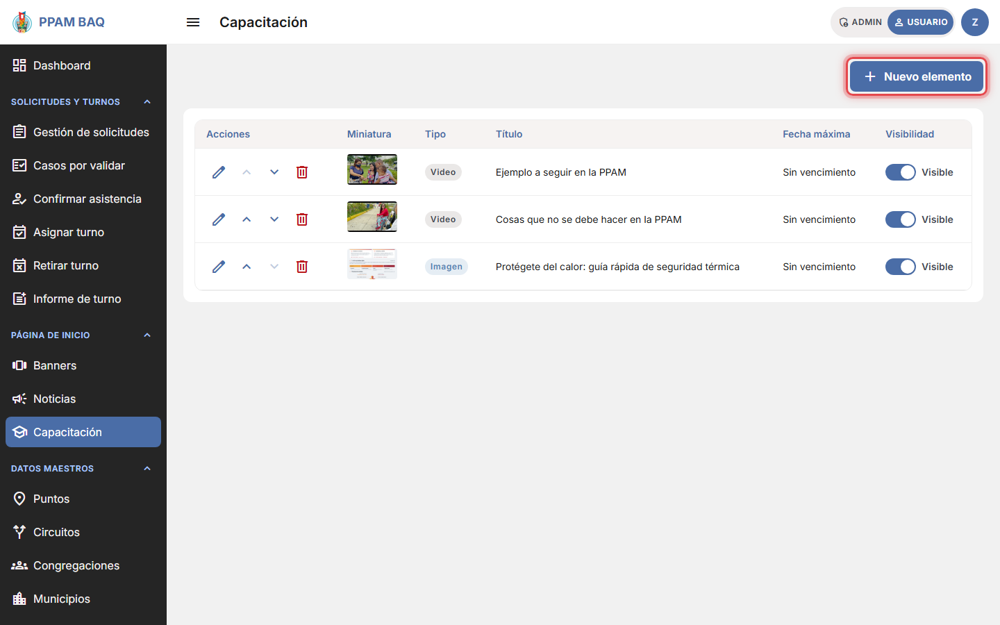 PPAM BAQ
Capacitación
ADMIN
USUARIO
Z
Dashboard
SOLICITUDES Y TURNOS
Gestión de solicitudes
Casos por validar
Confirmar asistencia
Asignar turno
Retirar turno
Informe de turno
PÁGINA DE INICIO
Banners
Noticias
Capacitación
DATOS MAESTROS
Puntos
Circuitos
Congregaciones
Municipios
Nuevo elemento
Acciones Miniatura Tipo Título Fecha máxima Visibilidad
Video Ejemplo a seguir en la PPAM Sin vencimiento Visible
Video Cosas que no se debe hacer en la PPAM Sin vencimiento Visible
Imagen Protégete del calor: guía rápida de seguridad térmica Sin vencimiento Visible